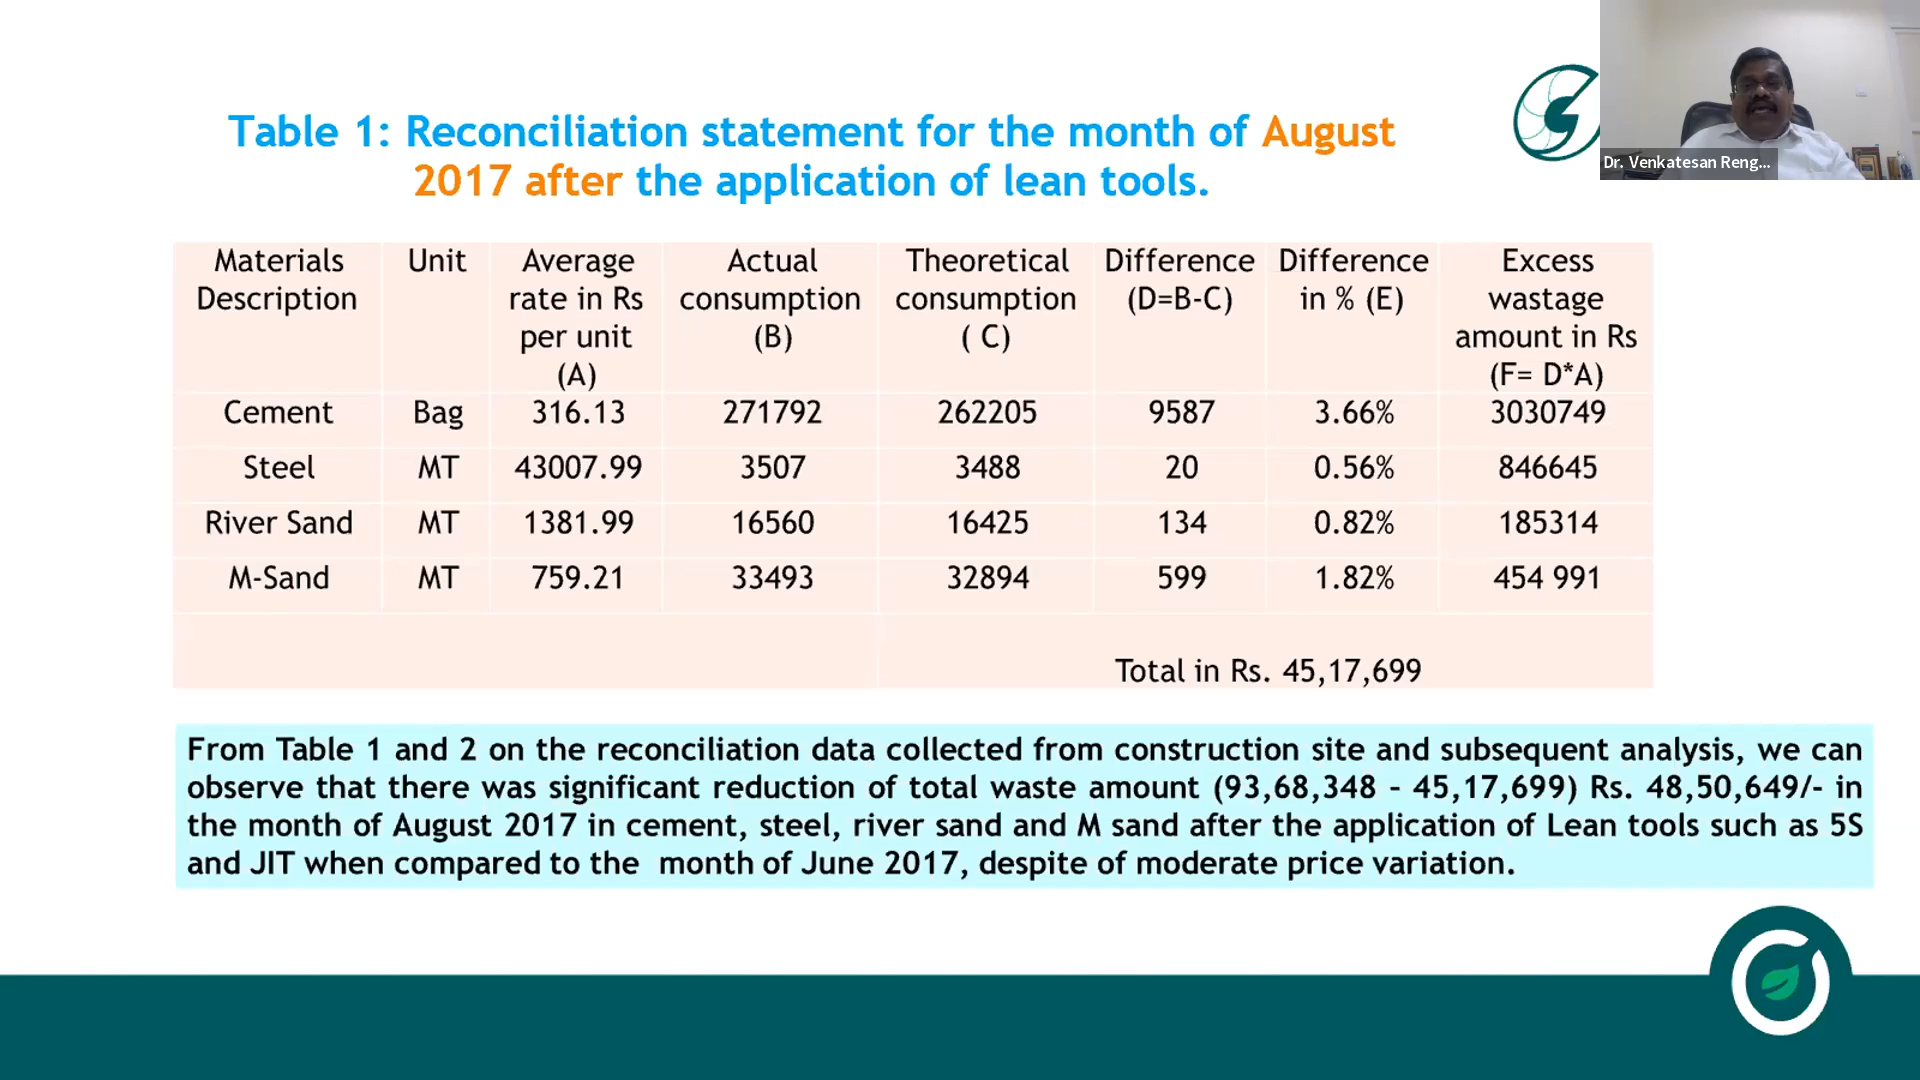 Table 1: Reconciliation statement for the month of August
2017 after the application of lean tools.
Dr. Venkatesan Reng...
Materials Description Unit Average rate in Rs per unit (A) Actual consumption (B) Theoretical consumption ( C) Difference (D=B-C) Difference in % (E) Excess wastage amount in Rs (F= D*A)
Cement Bag 316.13 271792 262205 9587 3.66% 3030749
Steel MT 43007.99 3507 3488 20 0.56% 846645
River Sand MT 1381.99 16560 16425 134 0.82% 185314
M-Sand MT 759.21 33493 32894 599 1.82% 454 991
Total in Rs. 45,17,699
From Table 1 and 2 on the reconciliation data collected from construction site and subsequent analysis, we can
observe that there was significant reduction of total waste amount (93,68,348 – 45,17,699) Rs. 48,50,649/- in
the month of August 2017 in cement, steel, river sand and M sand after the application of Lean tools such as 5S
and JIT when compared to the month of June 2017, despite of moderate price variation.